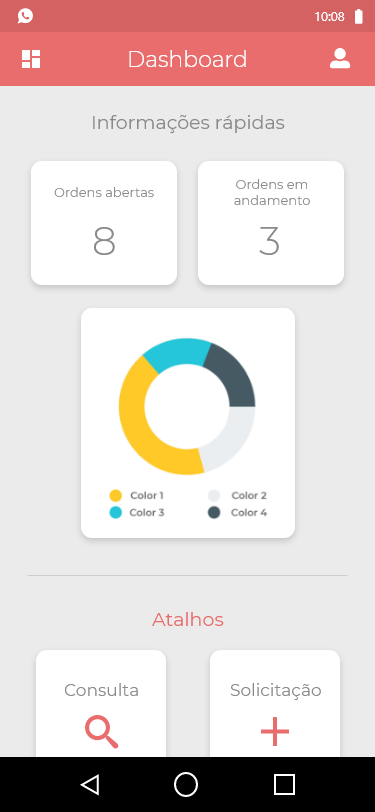 10:08
Dashboard
Informações rápidas
Ordens abertas
8
Ordens em
andamento
3
Color 1
Color 2
Color 3
Color 4
Atalhos
Consulta
Solicitação